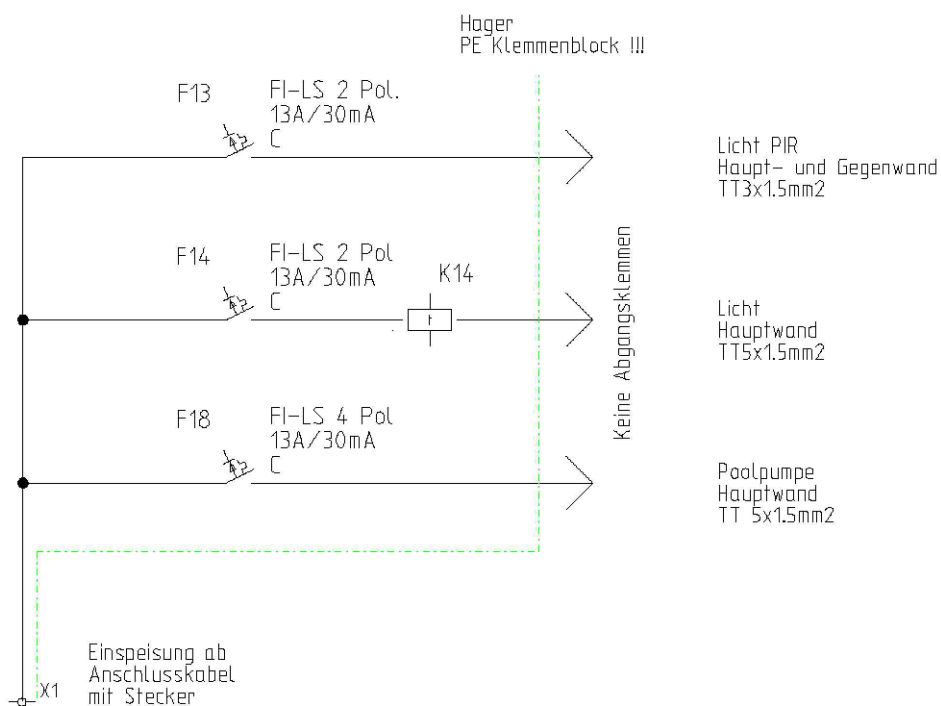 Hager
PE Klemmenblock !!!
F13
FI-LS 2 Pol.
13A/30mA
C
Licht PIR
Haupt- und Gegenwand
TT3x1.5mm2
F14
FI-LS 2 Pol
13A/30mA
C
K14
Keine Abgangsklemmen
Licht
Hauptwand
TT5x1.5mm2
F18
FI-LS 4 Pol
13A/30mA
C
Poolpumpe
Hauptwand
TT 5x1.5mm2
Einspeisung ab
Anschlusskabel
mit Stecker
X1